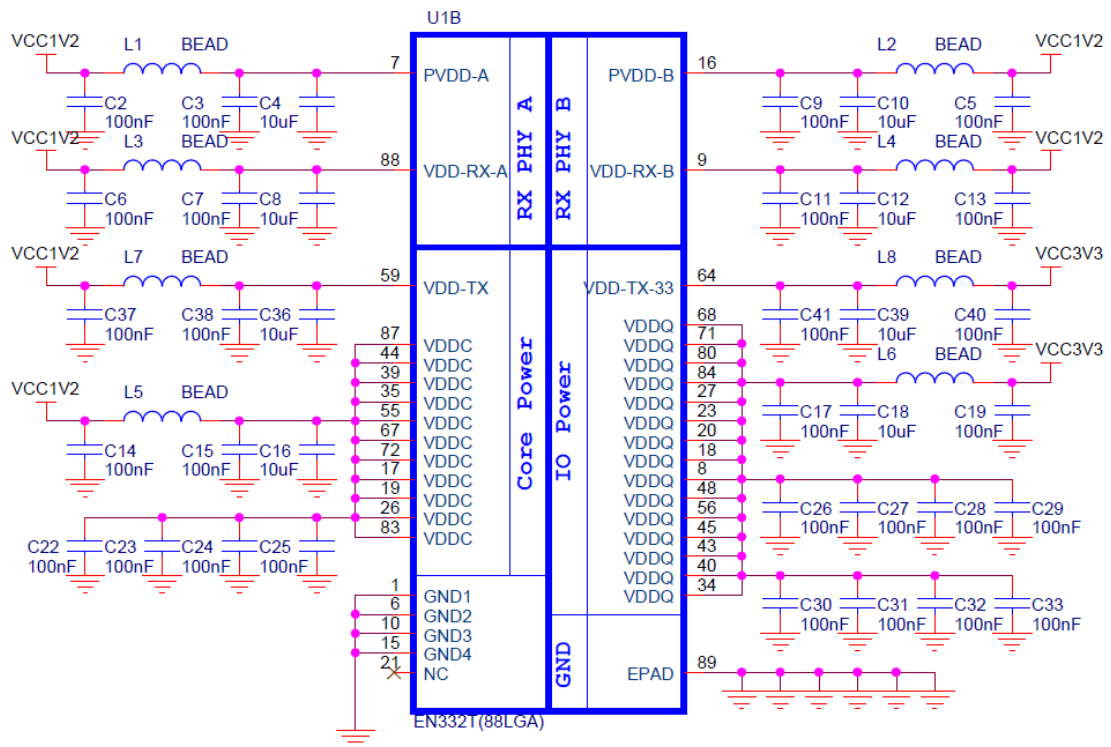 U1B
VCC1V2 L1 BEAD 7 PVDD-A PVDD-B 16 L2 BEAD VCC1V2
C2 C3 C4 C9 C10 C5
100nF 100nF 10uF 100nF 10uF 100nF
VCC1V2 L3 BEAD 88 VDD-RX-A VDD-RX-B 9 L4 BEAD VCC1V2
C6 C7 C8 C11 C12 C13
100nF 100nF 10uF 100nF 10uF 100nF
RX PHY A
RX PHY B
VCC1V2 L7 BEAD 59 VDD-TX VDD-TX-33 64 L8 BEAD VCC3V3
C37 C38 C36 C41 C39 C40
100nF 100nF 10uF 100nF 10uF 100nF
68 VDDQ
87 VDDC VDDQ 71
44 VDDC VDDQ 80
39 VDDC VDDQ 84 L6 BEAD VCC3V3
35 VDDC VDDQ 27
VCC1V2 L5 BEAD 55 VDDC VDDQ 23
C17 C18 C19
100nF 10uF 100nF
67 VDDC VDDQ 20
C14 C15 C16
100nF 100nF 10uF
72 VDDC VDDQ 18
17 VDDC VDDQ 8
19 VDDC VDDQ 48
26 VDDC VDDQ 56
83 VDDC VDDQ 45
C26 C27 C28 C29
100nF 100nF 100nF 100nF
C22 C23 C24 C25
100nF 100nF 100nF 100nF
VDDQ 43
VDDQ 40
VDDQ 34
Core Power
IO Power
C30 C31 C32 C33
100nF 100nF 100nF 100nF
1 GND1
6 GND2
10 GND3
15 GND4
21 NC
GND
EPAD 89
EN332T(88LGA)